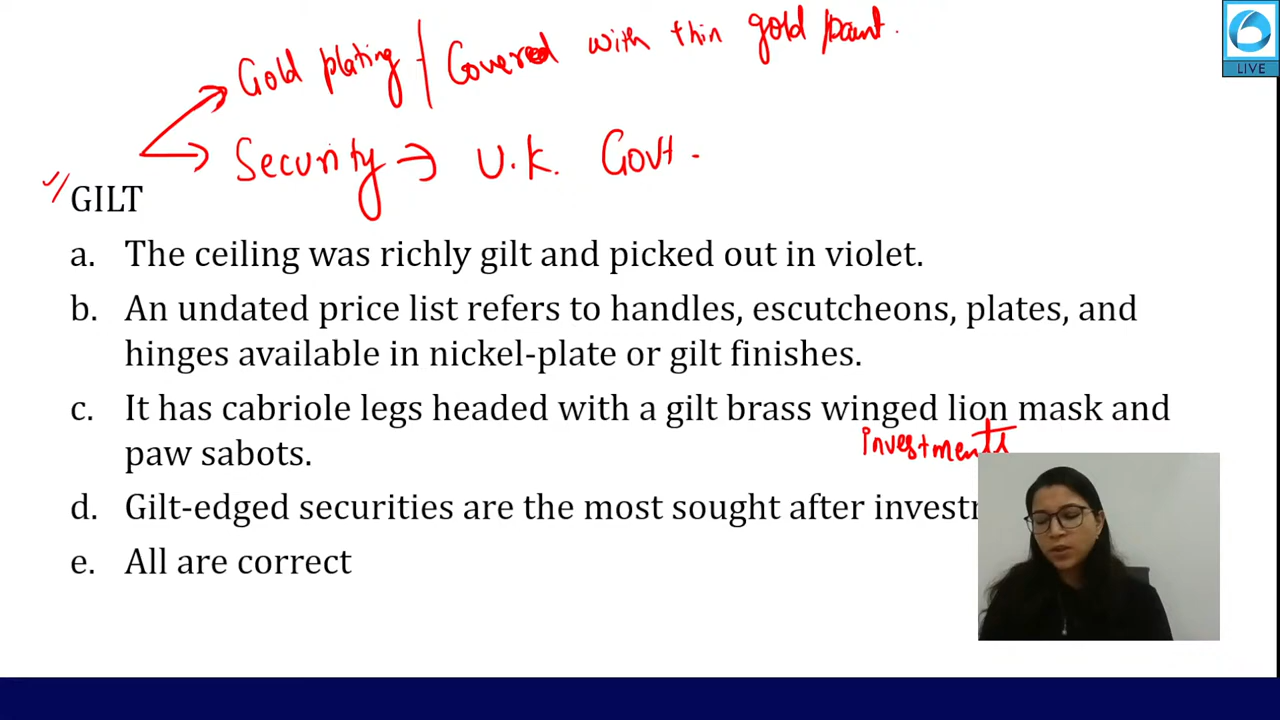 Gold plating / Covered with thin gold paint.
LIVE
Security → U.K. Govt.
GILT
a. The ceiling was richly gilt and picked out in violet.
b. An undated price list refers to handles, escutcheons, plates, and
hinges available in nickel-plate or gilt finishes.
c. It has cabriole legs headed with a gilt brass winged lion mask and
paw sabots.
investments
d. Gilt-edged securities are the most sought after
e. All are correct